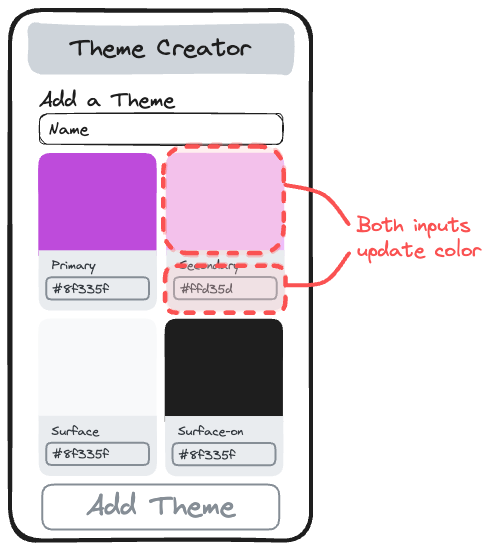 Theme Creator
Add a Theme
Name
Primary
#8f335f
Secondary
#ffd35d
Both inputs
update color
Surface
#8f335f
Surface-on
#8f335f
Add Theme